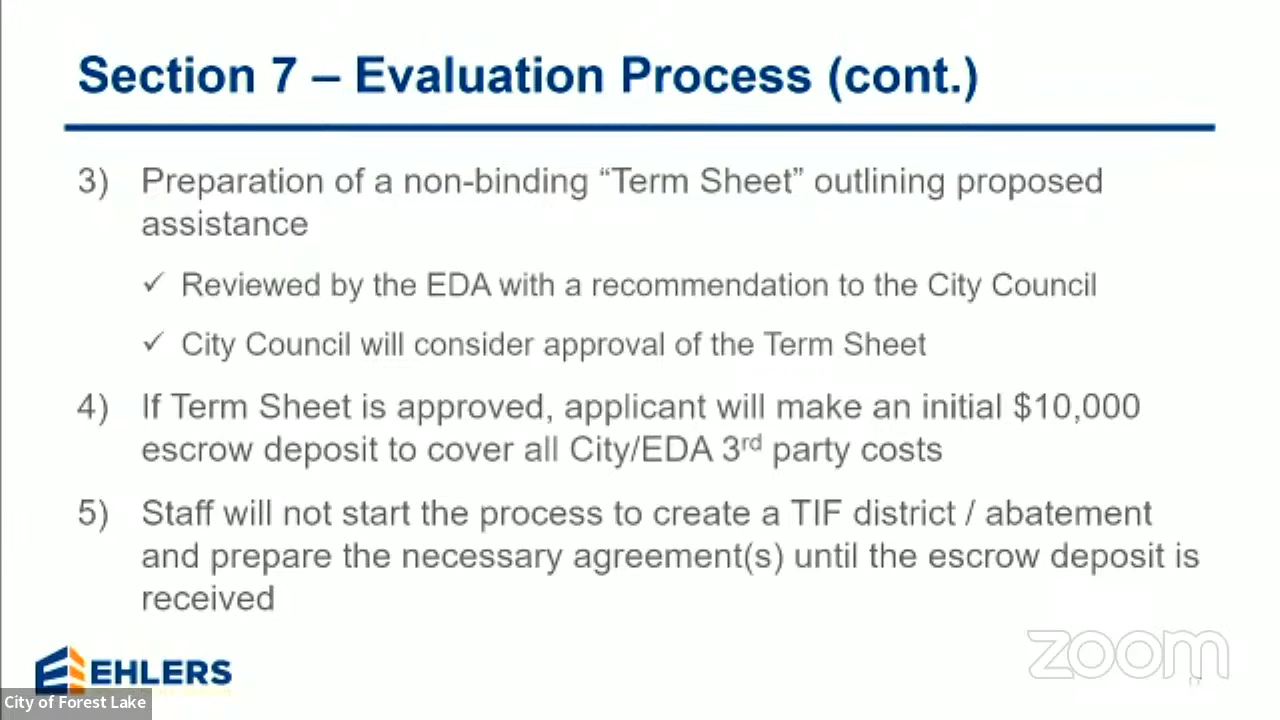 Section 7 – Evaluation Process (cont.)
3) Preparation of a non-binding “Term Sheet” outlining proposed
assistance
✓ Reviewed by the EDA with a recommendation to the City Council
✓ City Council will consider approval of the Term Sheet
4) If Term Sheet is approved, applicant will make an initial $10,000
escrow deposit to cover all City/EDA 3rd party costs
5) Staff will not start the process to create a TIF district / abatement
and prepare the necessary agreement(s) until the escrow deposit is
received
EHLERS
zoom
City of Forest Lake